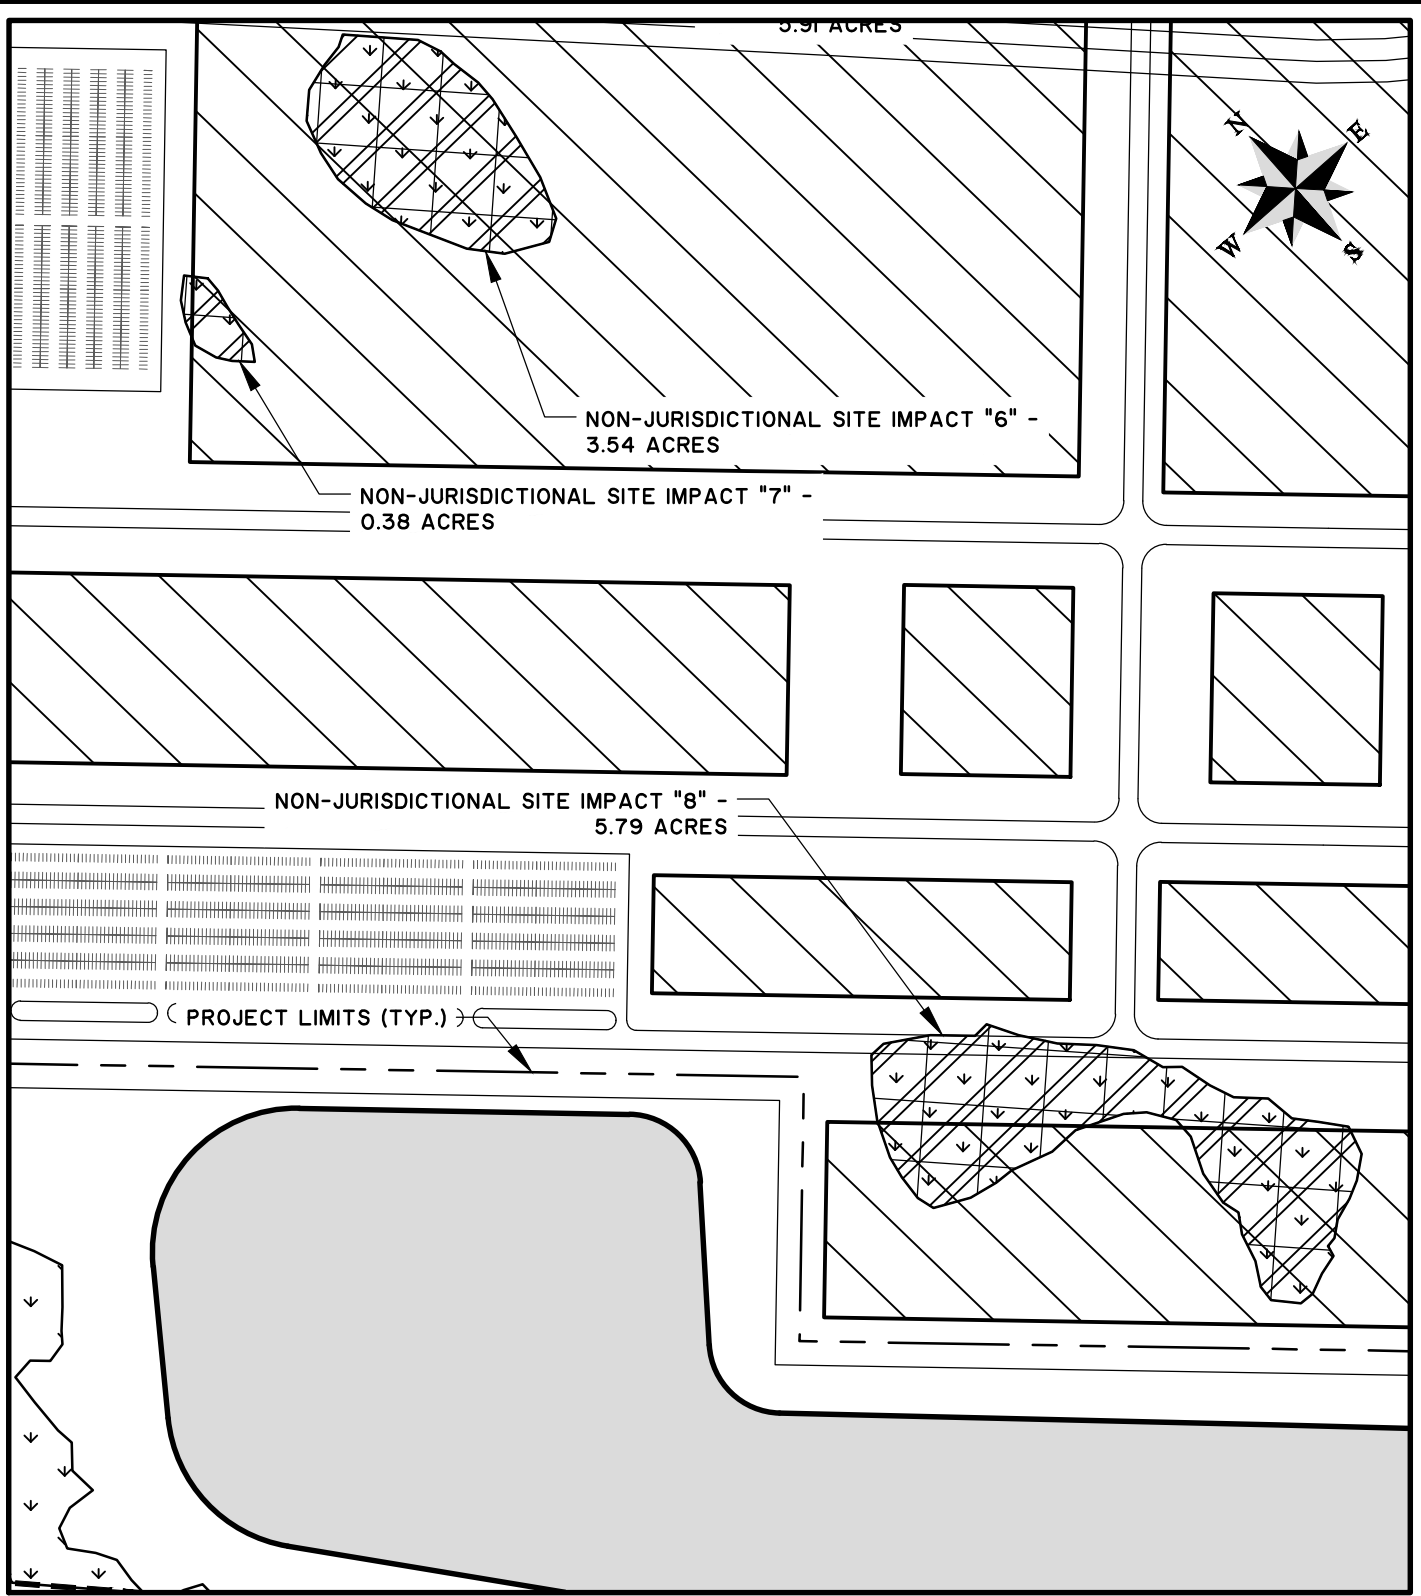 5.91 ACRES
N
E
W
S
NON-JURISDICTIONAL SITE IMPACT "6" -
3.54 ACRES
NON-JURISDICTIONAL SITE IMPACT "7" -
0.38 ACRES
NON-JURISDICTIONAL SITE IMPACT "8" -
5.79 ACRES
PROJECT LIMITS (TYP.)